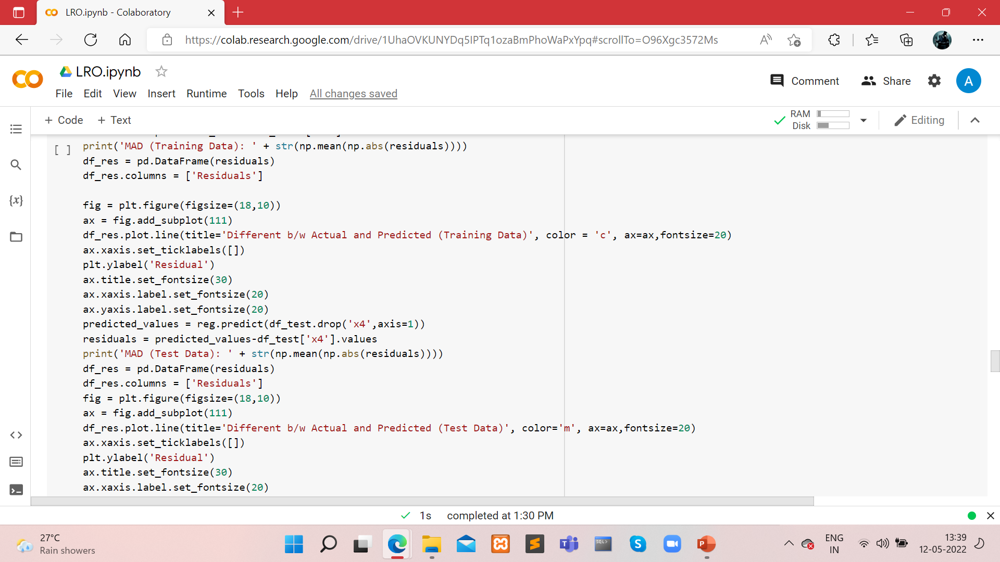 LRO.ipynb - Colaboratory
https://colab.research.google.com/drive/1UhaOVKUNYDq5IPTq1ozaBmPhoWaPxYpq#scrollTo=O96Xgc3572Ms
LRO.ipynb
Comment
Share
A
File Edit View Insert Runtime Tools Help All changes saved
+ Code + Text
RAM
Disk
Editing
[ ]
print('MAD (Training Data): ' + str(np.mean(np.abs(residuals))))
df_res = pd.DataFrame(residuals)
df_res.columns = ['Residuals']
fig = plt.figure(figsize=(18,10))
ax = fig.add_subplot(111)
df_res.plot.line(title='Different b/w Actual and Predicted (Training Data)', color = 'c', ax=ax,fontsize=20)
ax.xaxis.set_ticklabels([])
plt.ylabel('Residual')
ax.title.set_fontsize(30)
ax.xaxis.label.set_fontsize(20)
ax.yaxis.label.set_fontsize(20)
predicted_values = reg.predict(df_test.drop('x4',axis=1))
residuals = predicted_values-df_test['x4'].values
print('MAD (Test Data): ' + str(np.mean(np.abs(residuals))))
df_res = pd.DataFrame(residuals)
df_res.columns = ['Residuals']
fig = plt.figure(figsize=(18,10))
ax = fig.add_subplot(111)
df_res.plot.line(title='Different b/w Actual and Predicted (Test Data)', color='m', ax=ax,fontsize=20)
ax.xaxis.set_ticklabels([])
plt.ylabel('Residual')
ax.title.set_fontsize(30)
ax.xaxis.label.set_fontsize(20)
1s completed at 1:30 PM
27°C
Rain showers
ENG
IN
13:39
12-05-2022